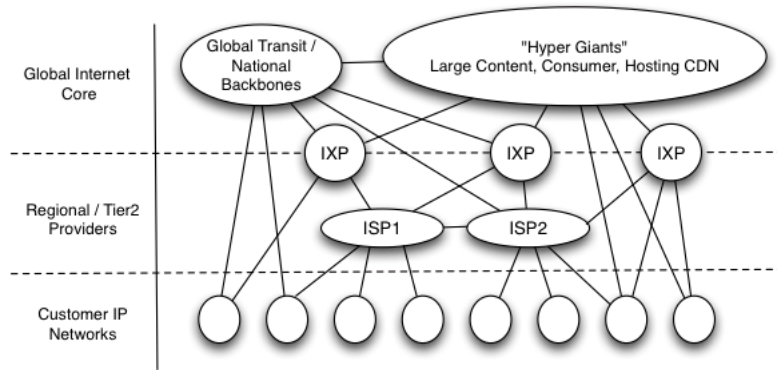 Global Internet
Core
Global Transit /
National
Backbones
"Hyper Giants"
Large Content, Consumer, Hosting CDN
IXP
IXP
IXP
Regional / Tier2
Providers
ISP1
ISP2
Customer IP
Networks